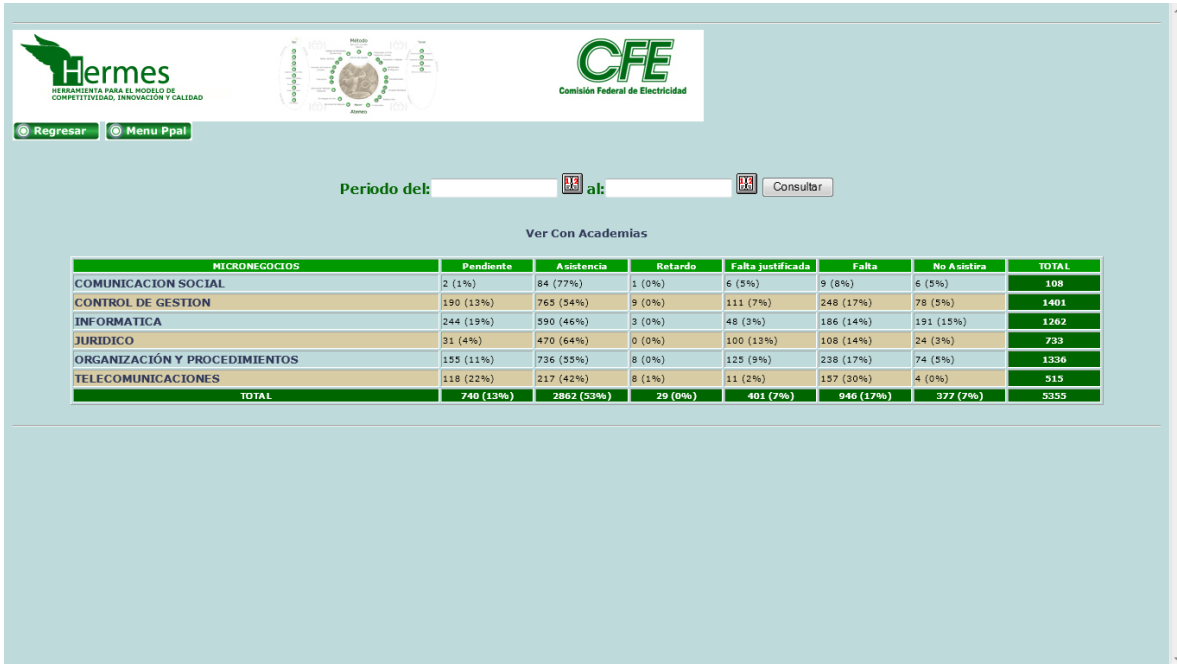 Hermes
HERRAMIENTA PARA EL MODELO DE
COMPETITIVIDAD, INNOVACIÓN Y CALIDAD
Método
Ateneo
CFE
Comisión Federal de Electricidad
Regresar Menu Ppal
Periodo del: al: Consultar
Ver Con Academias
MICRONEGOCIOS Pendiente Asistencia Retardo Falta justificada Falta No Asistira TOTAL
COMUNICACION SOCIAL 2 (1%) 84 (77%) 1 (0%) 6 (5%) 9 (8%) 6 (5%) 108
CONTROL DE GESTION 190 (13%) 765 (54%) 9 (0%) 111 (7%) 248 (17%) 78 (5%) 1401
INFORMATICA 244 (19%) 590 (46%) 3 (0%) 48 (3%) 186 (14%) 191 (15%) 1262
JURIDICO 31 (4%) 470 (64%) 0 (0%) 100 (13%) 108 (14%) 24 (3%) 733
ORGANIZACIÓN Y PROCEDIMIENTOS 155 (11%) 736 (55%) 8 (0%) 125 (9%) 238 (17%) 74 (5%) 1336
TELECOMUNICACIONES 118 (22%) 217 (42%) 8 (1%) 11 (2%) 157 (30%) 4 (0%) 515
TOTAL 740 (13%) 2862 (53%) 29 (0%) 401 (7%) 946 (17%) 377 (7%) 5355